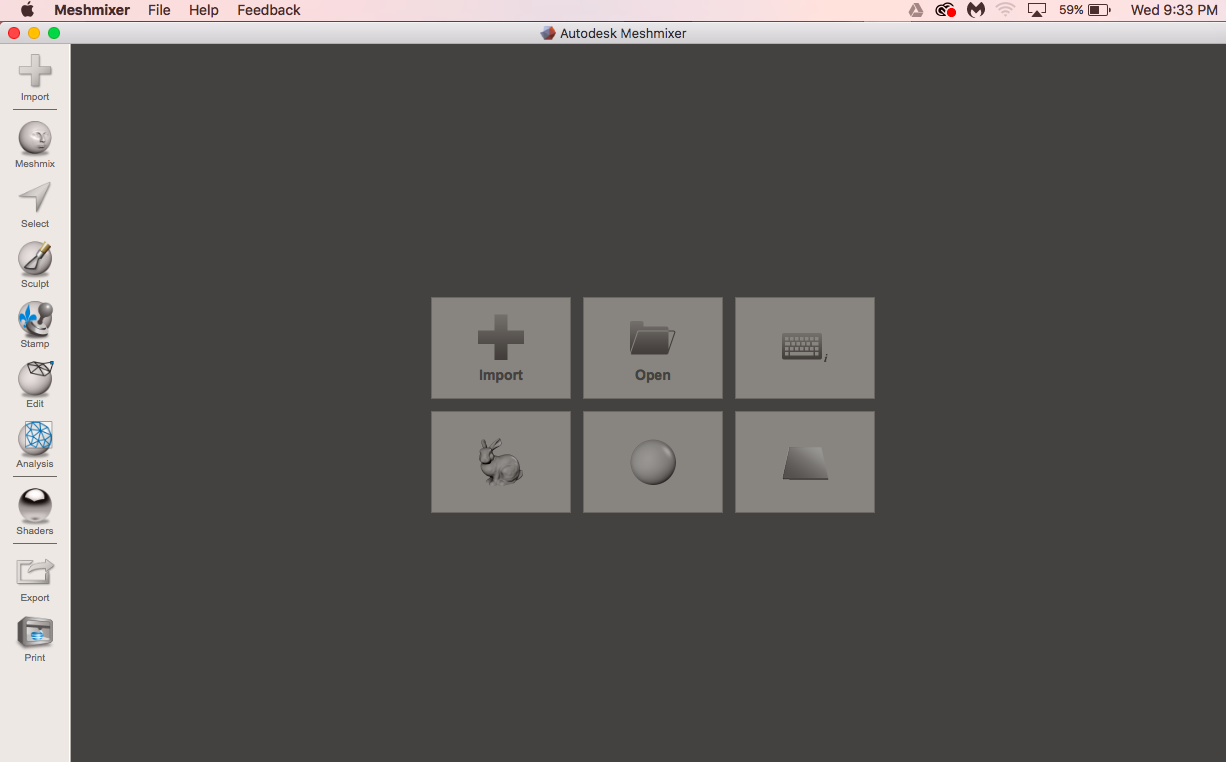 Meshmixer File Help Feedback 59% Wed 9:33 PM
Autodesk Meshmixer
Import
Meshmix
Select
Sculpt
Stamp
Edit
Analysis
Shaders
Export
Print
Import Open i